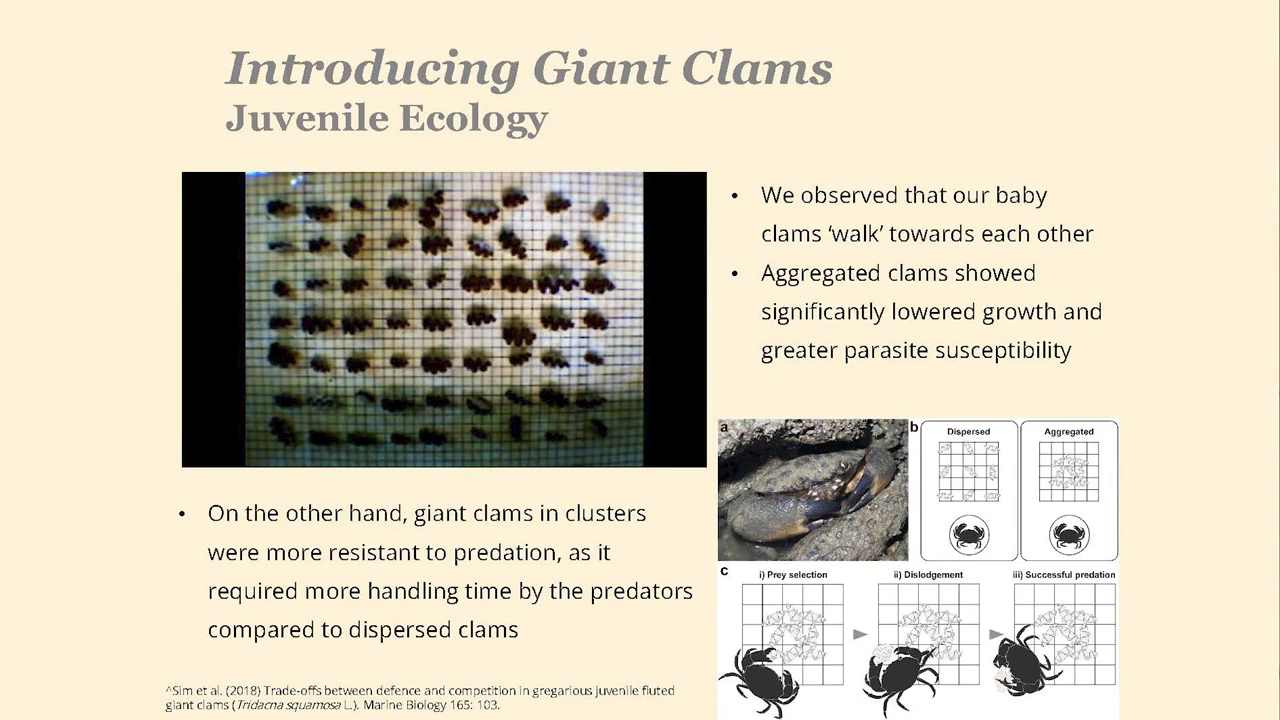 Introducing Giant Clams
Juvenile Ecology
• We observed that our baby
clams ‘walk’ towards each other
• Aggregated clams showed
significantly lowered growth and
greater parasite susceptibility
• On the other hand, giant clams in clusters
were more resistant to predation, as it
required more handling time by the predators
compared to dispersed clams
a
b
Dispersed
Aggregated
c
i) Prey selection
ii) Dislodgement
iii) Successful predation
^Sim et al. (2018) Trade-offs between defence and competition in gregarious juvenile fluted
giant clams (Tridacna squamosa L.). Marine Biology 165: 103.